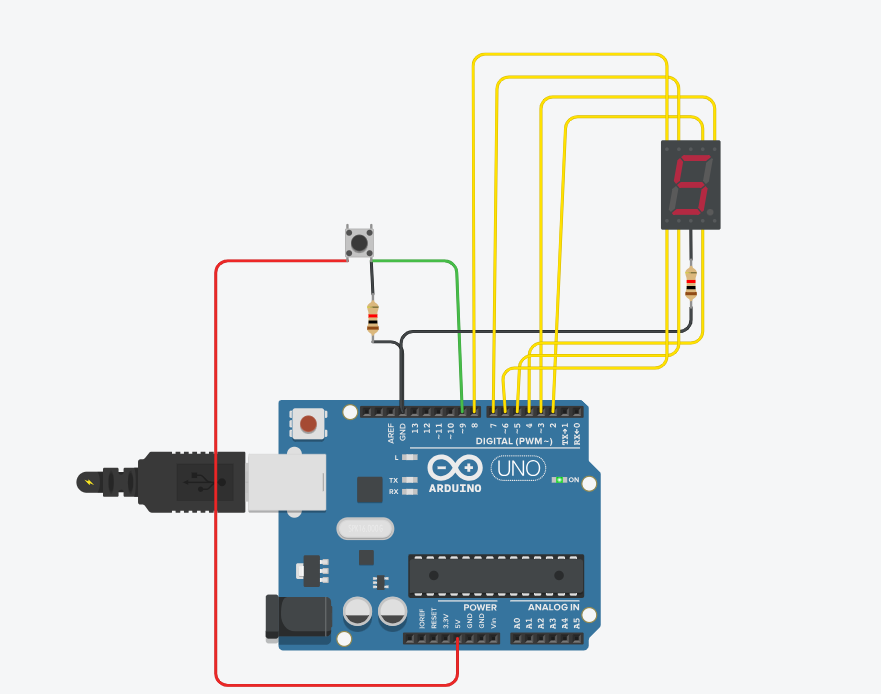 5
AREF
GND
13
12
~11
~10
~9
8
7
~6
~5
4
~3
2
TX→1
RX←0
DIGITAL (PWM~)
L
TX
RX
ARDUINO
UNO
ON
IOREF
RESET
3.3V
5V
GND
GND
Vin
POWER
ANALOG IN
A0
A1
A2
A3
A4
A5